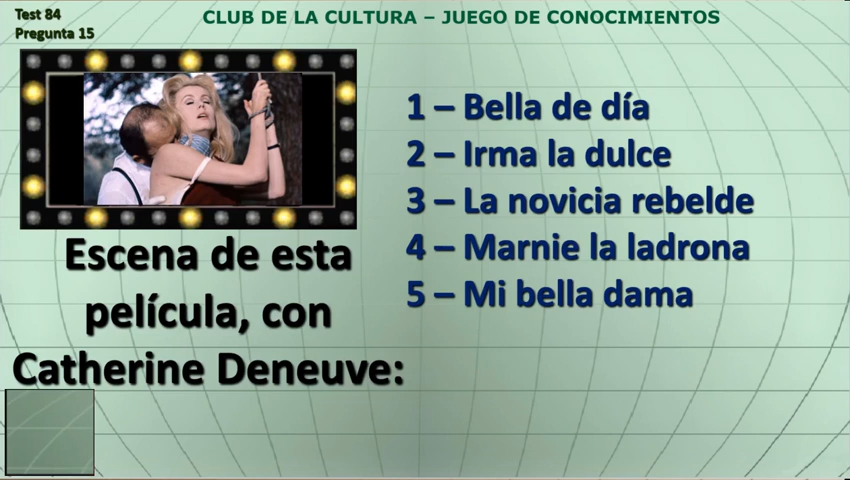 Test 84
Pregunta 15
CLUB DE LA CULTURA – JUEGO DE CONOCIMIENTOS
Escena de esta
película, con
Catherine Deneuve:
1 – Bella de día
2 – Irma la dulce
3 – La novicia rebelde
4 – Marnie la ladrona
5 – Mi bella dama